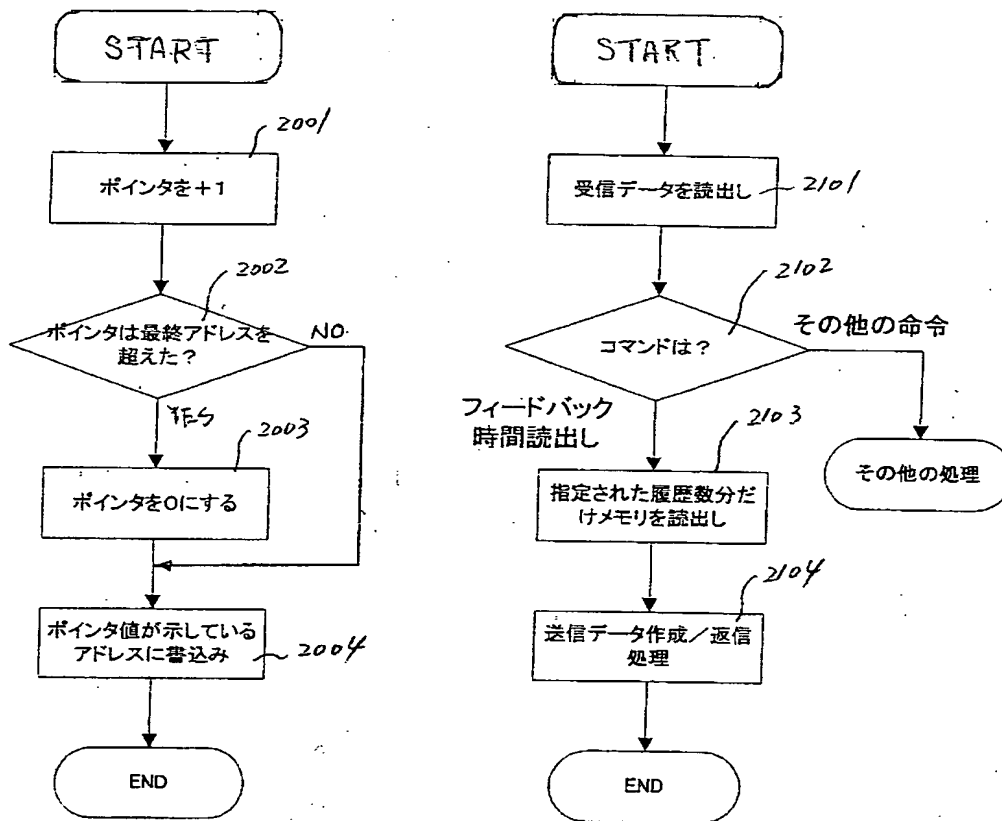 START
2001
ポインタを+1
2002
ポインタは最終アドレスを
超えた?
NO
YES
2003
ポインタを0にする
ポインタ値が示している
アドレスに書込み
2004
END
START
2101
受信データを読出し
2102
コマンドは?
その他の命令
フィードバック
時間読出し
その他の処理
2103
指定された履歴数分だ
けメモリを読出し
2104
送信データ作成/返信
処理
END